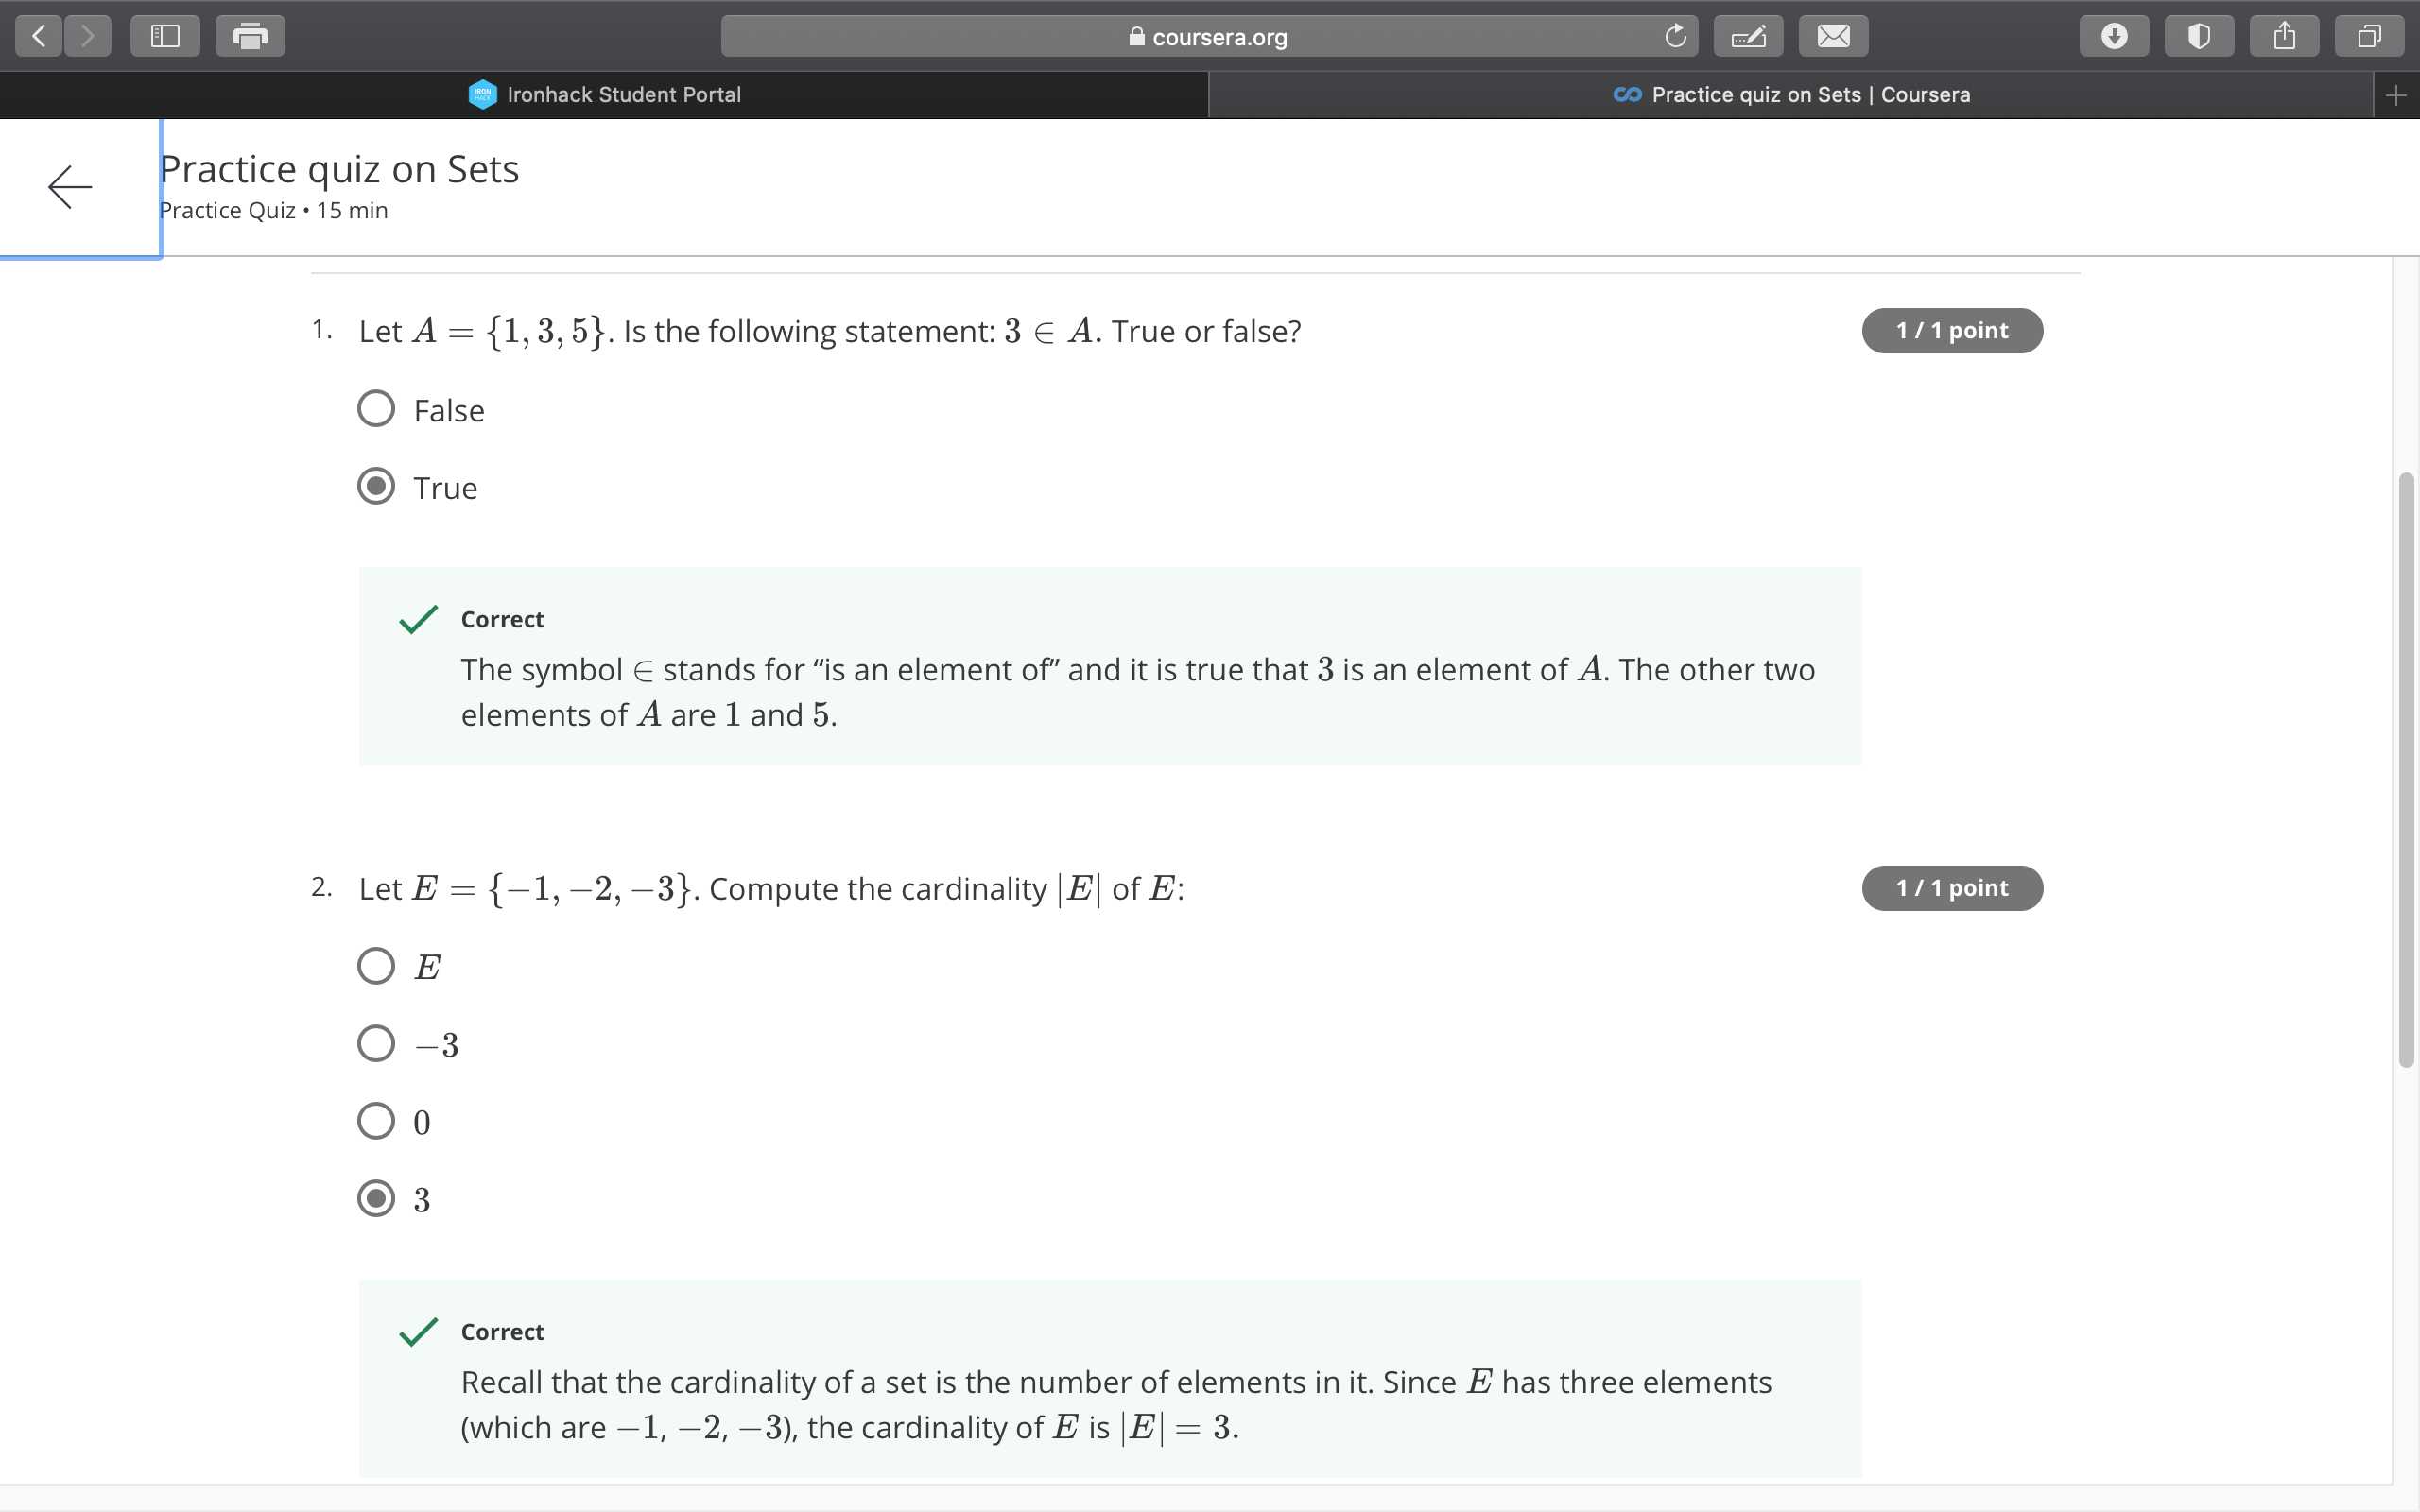 coursera.org
IRON
HACK
Ironhack Student Portal
Practice quiz on Sets | Coursera
Practice quiz on Sets
Practice Quiz • 15 min
1. Let A = {1, 3, 5}. Is the following statement: 3 ∈ A. True or false?
1 / 1 point
False
True
Correct
The symbol ∈ stands for “is an element of” and it is true that 3 is an element of A. The other two
elements of A are 1 and 5.
2. Let E = {−1, −2, −3}. Compute the cardinality |E| of E:
1 / 1 point
E
−3
0
3
Correct
Recall that the cardinality of a set is the number of elements in it. Since E has three elements
(which are −1, −2, −3), the cardinality of E is |E| = 3.